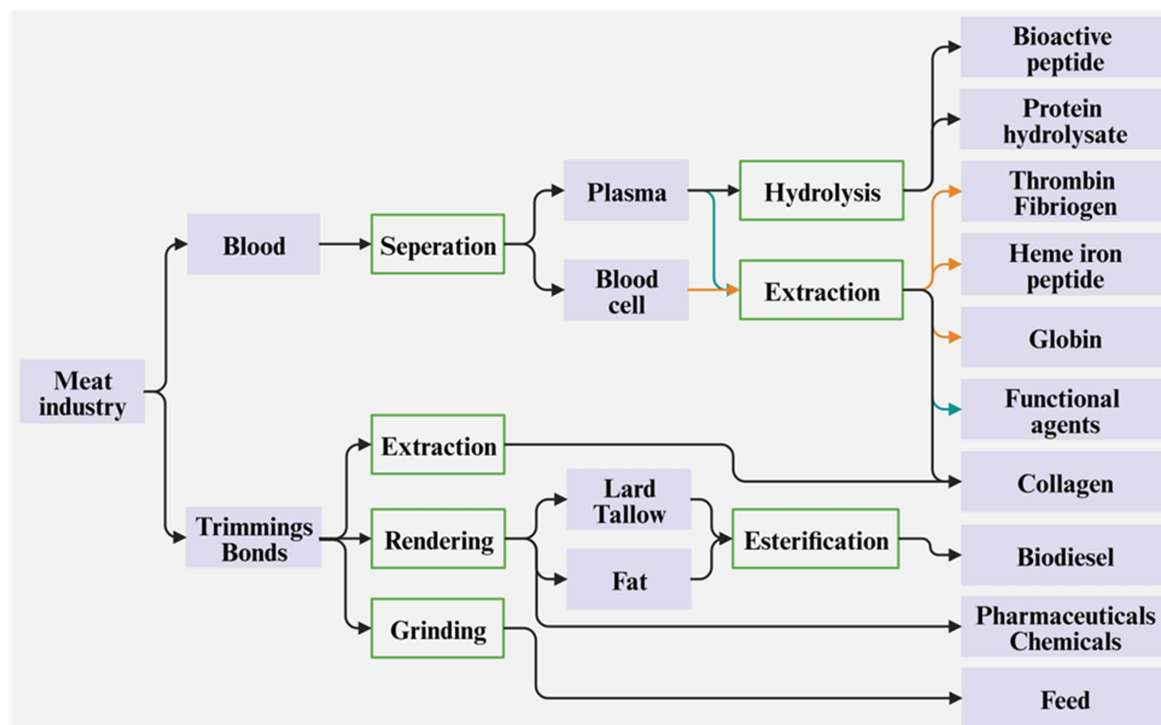 Meat
industry
Blood
Trimmings
Bonds
Seperation
Extraction
Rendering
Grinding
Plasma
Blood
cell
Lard
Tallow
Fat
Hydrolysis
Extraction
Esterification
Bioactive
peptide
Protein
hydrolysate
Thrombin
Fibriogen
Heme iron
peptide
Globin
Functional
agents
Collagen
Biodiesel
Pharmaceuticals
Chemicals
Feed